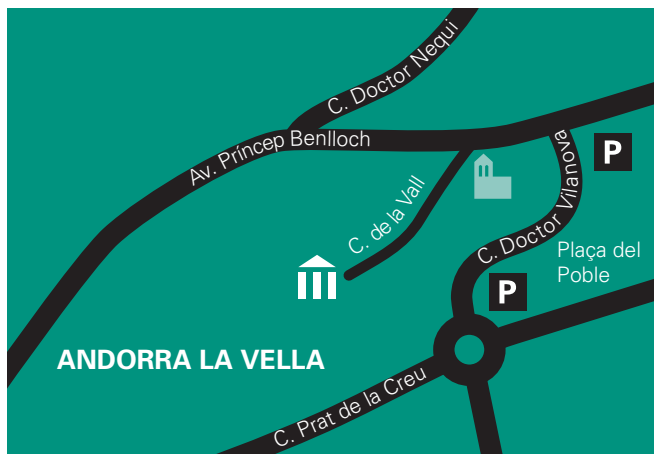 C. Doctor Nequi
Av. Príncep Benlloch
P
C. de la Vall
C. Doctor Vilanova
Plaça del
Poble
P
ANDORRA LA VELLA
C. Prat de la Creu